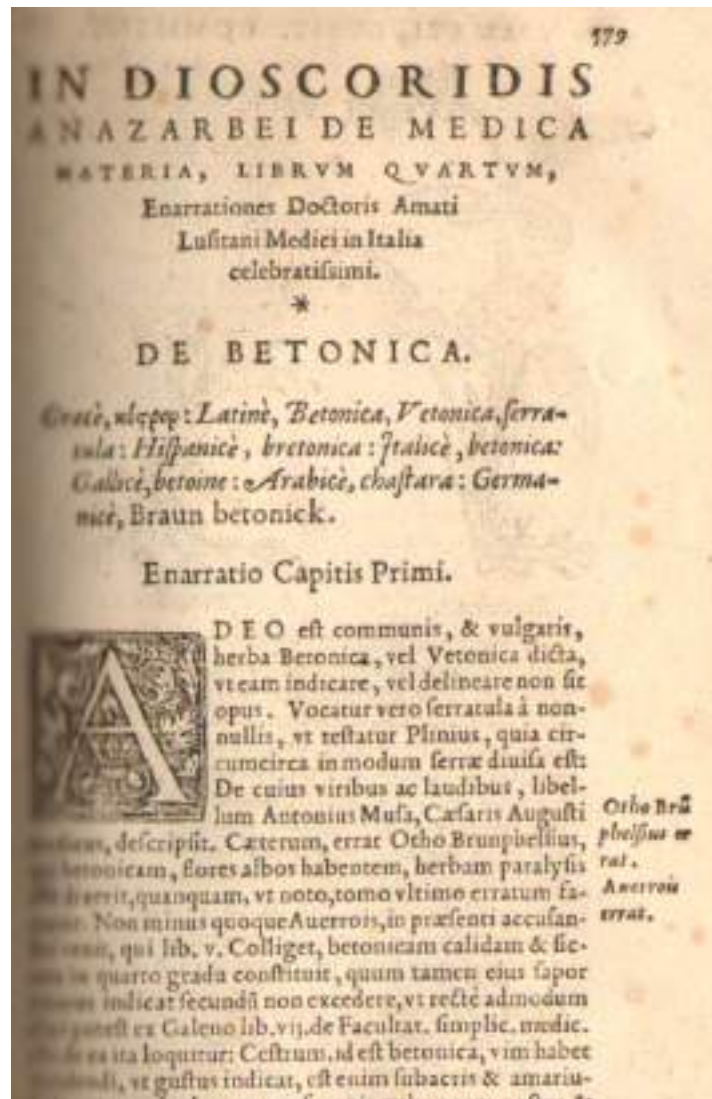 579
IN DIOSCORIDIS
ANAZARBEI DE MEDICA
MATERIA, LIBRVM QVARTVM,
Enarrationes Doctoris Amati
Lusitani Medici in Italia
celebratissimi.
*
DE BETONICA.
Græcè, κέςρορ: Latinè, Betonica, Vetonica, serra-
tula: Hispanicè, bretonica: Italicè, betonica:
Gallicè, betoine: Arabicè, chastara: Germa-
nicè, Braun betonick.
Enarratio Capitis Primi.
ADEO est communis, & vulgaris,
herba Betonica, vel Vetonica dicta,
vt eam indicare, vel delineare non sit
opus. Vocatur vero serratula à non-
nullis, vt testatur Plinius, quia cir-
cumcirca in modum serræ diuisa est:
De cuius viribus ac laudibus, libel-
lum Antonius Musa, Cæsaris Augusti
medicus, descripsit. Cæterum, errat Otho Brunphelsius,
betonicam, flores albos habentem, herbam paralysis
quanquam, vt noto, tomo vltimo erratum fa-
Non minus quoque Auerrois, in præsenti accusan-
qui lib. v. Colliget, betonicam calidam & sic-
in quarto gradu constituit, quum tamen eius sapor
indicat secundū non excedere, vt rectè admodum
potest ex Galeno lib. vij. de Facultat. simplic. medic.
ita loquitur: Cestrum, id est betonica, vim habet
vt gustus indicat, est enim subacris & amariu-
Otho Brū
phelsius er
rat.
Auerrois
errat.